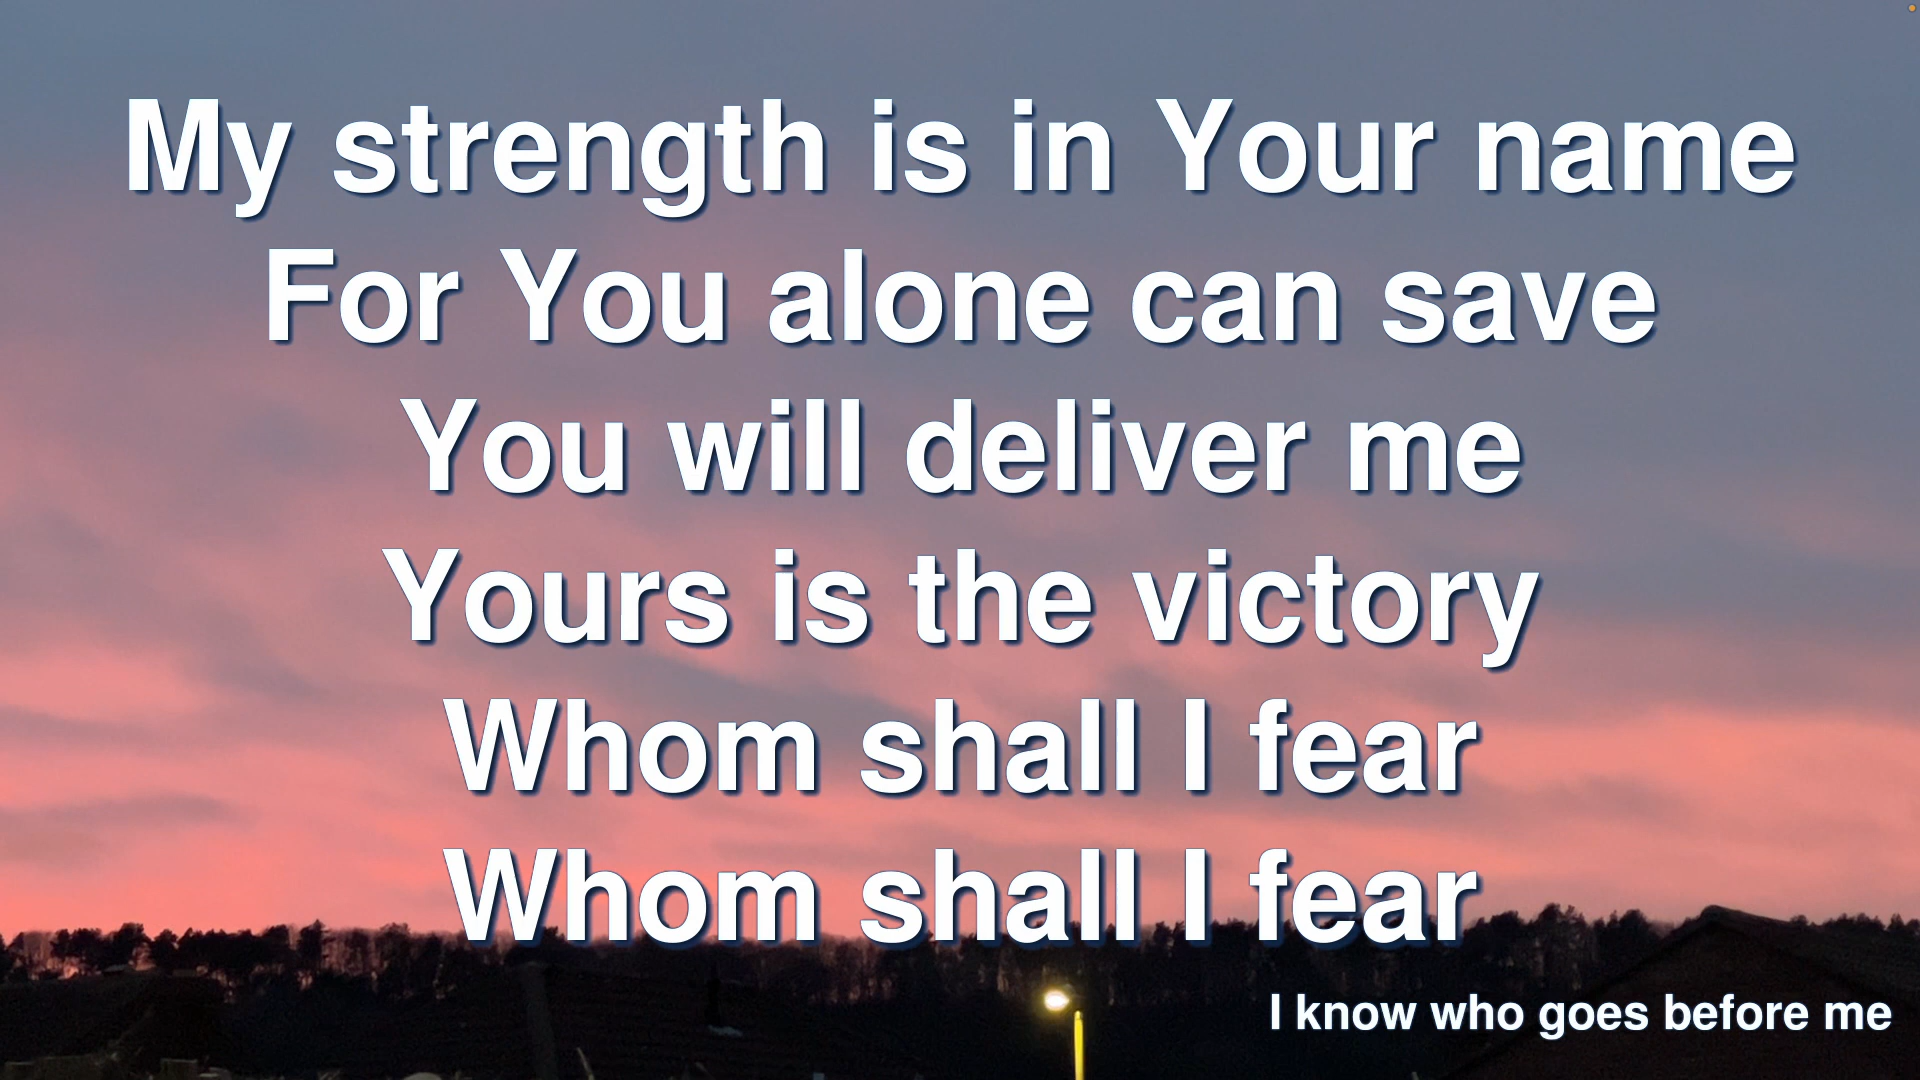 My strength is in Your name
For You alone can save
You will deliver me
Yours is the victory
Whom shall I fear
Whom shall I fear
I know who goes before me